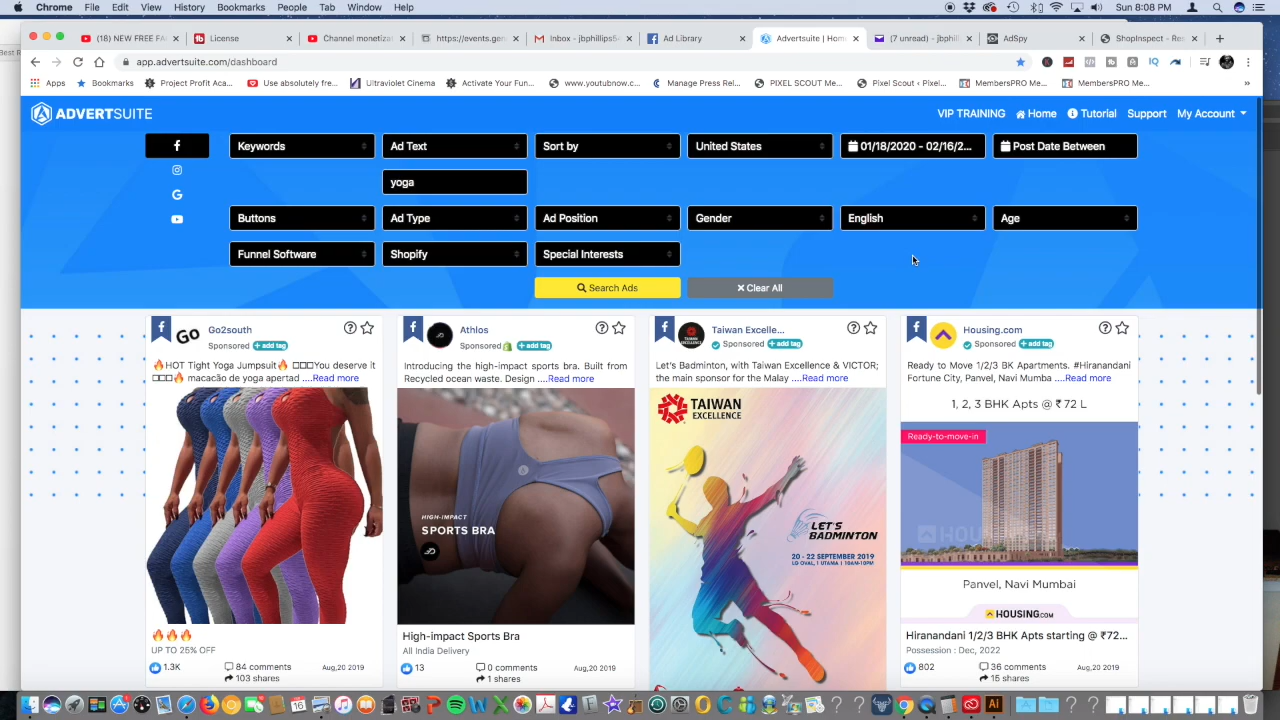 Chrome File Edit View History Bookmarks People Tab Window Help Sun 8:08 PM
(18) NEW FREE FA License Channel monetizat https://events.gen Inbox - jbphillips5 Ad Library Advertsuite | Hom (7 unread) - jbphill AdSpy ShopInspect - Res
app.advertsuite.com/dashboard
Apps Bookmarks Project Profit Aca... Use absolutely fre... Ultraviolet Cinema Activate Your Fun... www.youtubnow.c... Manage Press Rel... PIXEL SCOUT Me... Pixel Scout ‹ Pixel... MembersPRO Me... MembersPRO Me... »
ADVERTSUITE VIP TRAINING Home Tutorial Support My Account
Keywords Ad Text Sort by United States 01/18/2020 - 02/16/2... Post Date Between
yoga
Buttons Ad Type Ad Position Gender English Age
Funnel Software Shopify Special Interests
Search Ads Clear All
Go2south
Sponsored + add tag
🔥HOT Tight Yoga Jumpsuit🔥 □□□You deserve it
□□□🔥 macacão de yoga apertad ....Read more
🔥🔥🔥
UP TO 25% OFF
1.3K 84 comments Aug,20 2019
103 shares
Athlos
Sponsored + add tag
Introducing the high-impact sports bra. Built from
Recycled ocean waste. Design ....Read more
HIGH-IMPACT
SPORTS BRA
High-impact Sports Bra
All India Delivery
13 0 comments Aug,20 2019
1 shares
Taiwan Excelle...
Sponsored + add tag
Let's Badminton, with Taiwan Excellence & VICTOR;
the main sponsor for the Malay ....Read more
TAIWAN
EXCELLENCE
LET'S
BADMINTON
20 - 22 SEPTEMBER 2019
LG OVAL, 1 UTAMA | 10AM-10PM
Housing.com
Sponsored + add tag
Ready to Move 1/2/3 BK Apartments. #Hiranandani
Fortune City, Panvel, Navi Mumba ....Read more
1, 2, 3 BHK Apts @ ₹ 72 L
Ready-to-move-in
Panvel, Navi Mumbai
HOUSING.COM
Hiranandani 1/2/3 BHK Apts starting @ ₹72...
Possession : Dec, 2022
802 36 comments Aug,20 2019
15 shares